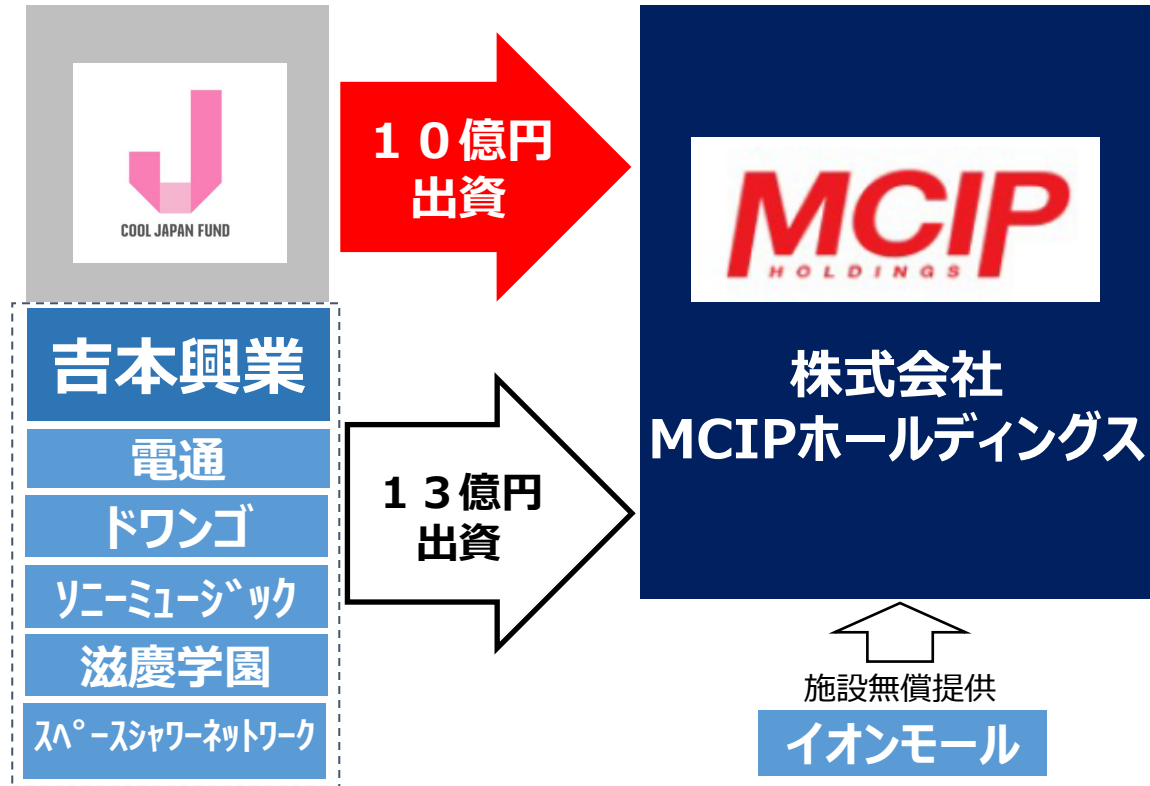 COOL JAPAN FUND
１０億円
出資
MCIP
HOLDINGS
株式会社
MCIPホールディングス
吉本興業
電通
ドワンゴ
ｿﾆｰﾐｭｰｼﾞｯｸ
滋慶学園
ｽﾍﾟｰｽｼｬﾜｰﾈｯﾄﾜｰｸ
１３億円
出資
施設無償提供
イオンモール